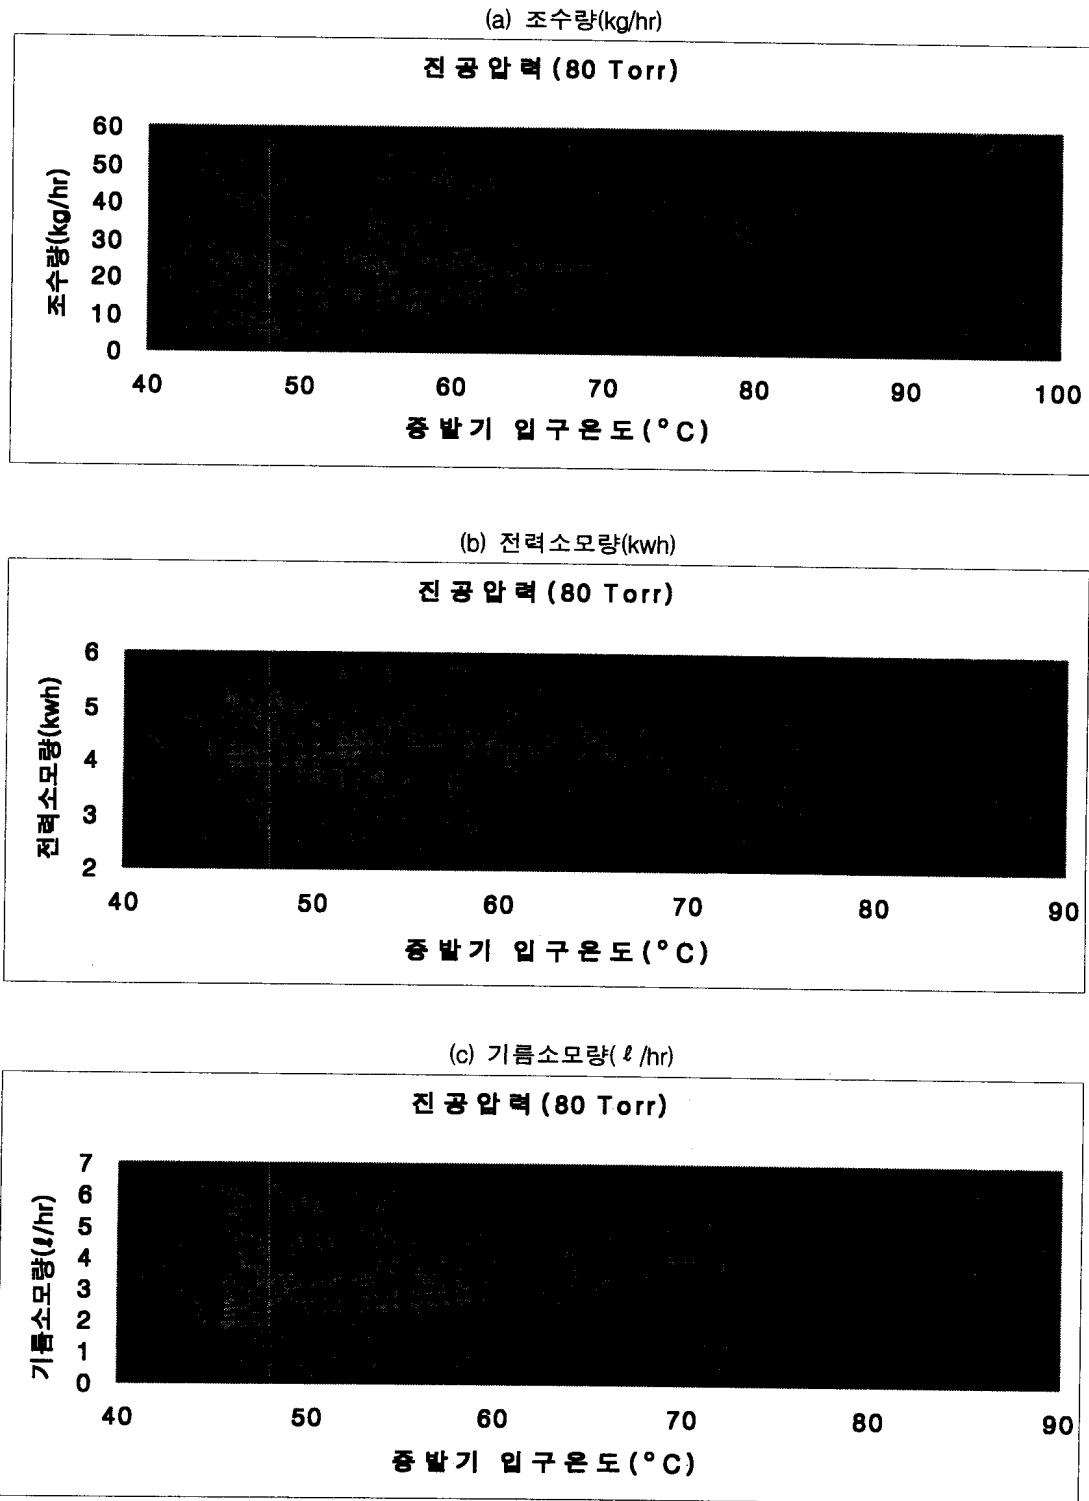 (a) 조수량(kg/hr)
진공압력(80 Torr)
60
50
40
30
20
10
0
조수량(kg/hr)
40 50 60 70 80 90 100
증발기 입구온도(°C)
(b) 전력소모량(kwh)
진공압력(80 Torr)
6
5
4
3
2
전력소모량(kwh)
40 50 60 70 80 90
증발기 입구온도(°C)
(c) 기름소모량(ℓ/hr)
진공압력(80 Torr)
7
6
5
4
3
2
1
0
기름소모량(ℓ/hr)
40 50 60 70 80 90
증발기 입구온도(°C)